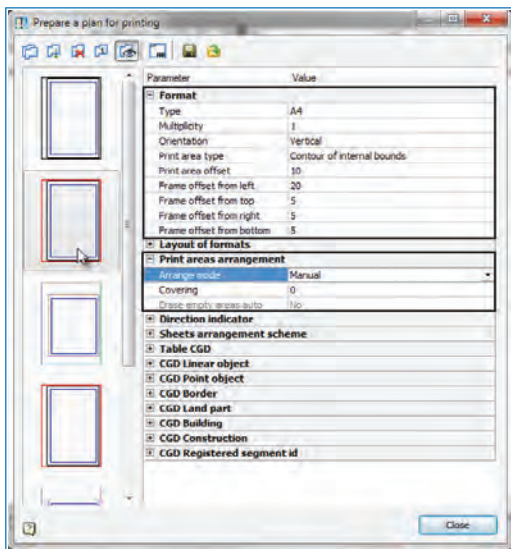 Prepare a plan for printing
Parameter Value
Format
Type A4
Multiplicity 1
Orientation Vertical
Print area type Contour of internal bounds
Print area offset 10
Frame offset from left 20
Frame offset from top 5
Frame offset from right 5
Frame offset from bottom 5
Layout of formats
Print areas arrangement
Arrange mode Manual
Covering 0
Erase empty areas auto No
Direction indicator
Sheets arrangement scheme
Table CGD
CGD Linear object
CGD Point object
CGD Border
CGD Land part
CGD Building
CGD Construction
CGD Registered segment id
Close